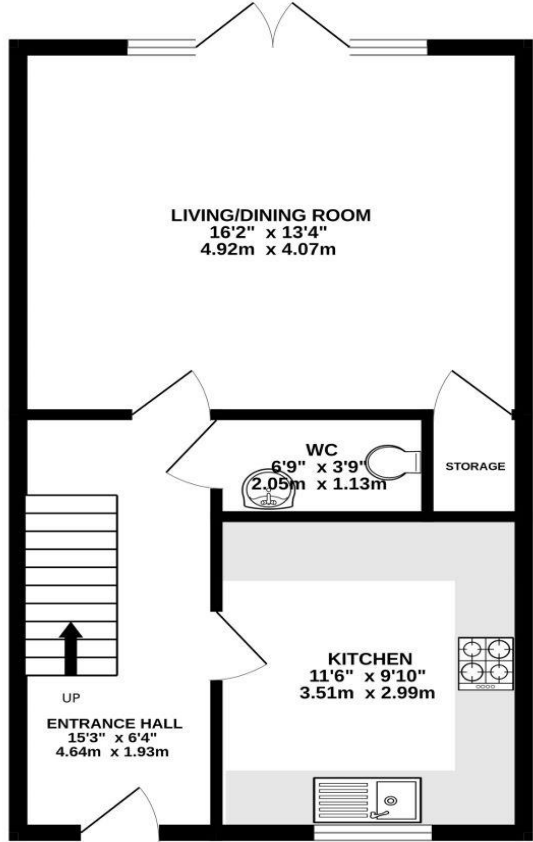 LIVING/DINING ROOM
16'2" x 13'4"
4.92m x 4.07m
WC
6'9" x 3'9"
2.05m x 1.13m
STORAGE
KITCHEN
11'6" x 9'10"
3.51m x 2.99m
UP
ENTRANCE HALL
15'3" x 6'4"
4.64m x 1.93m